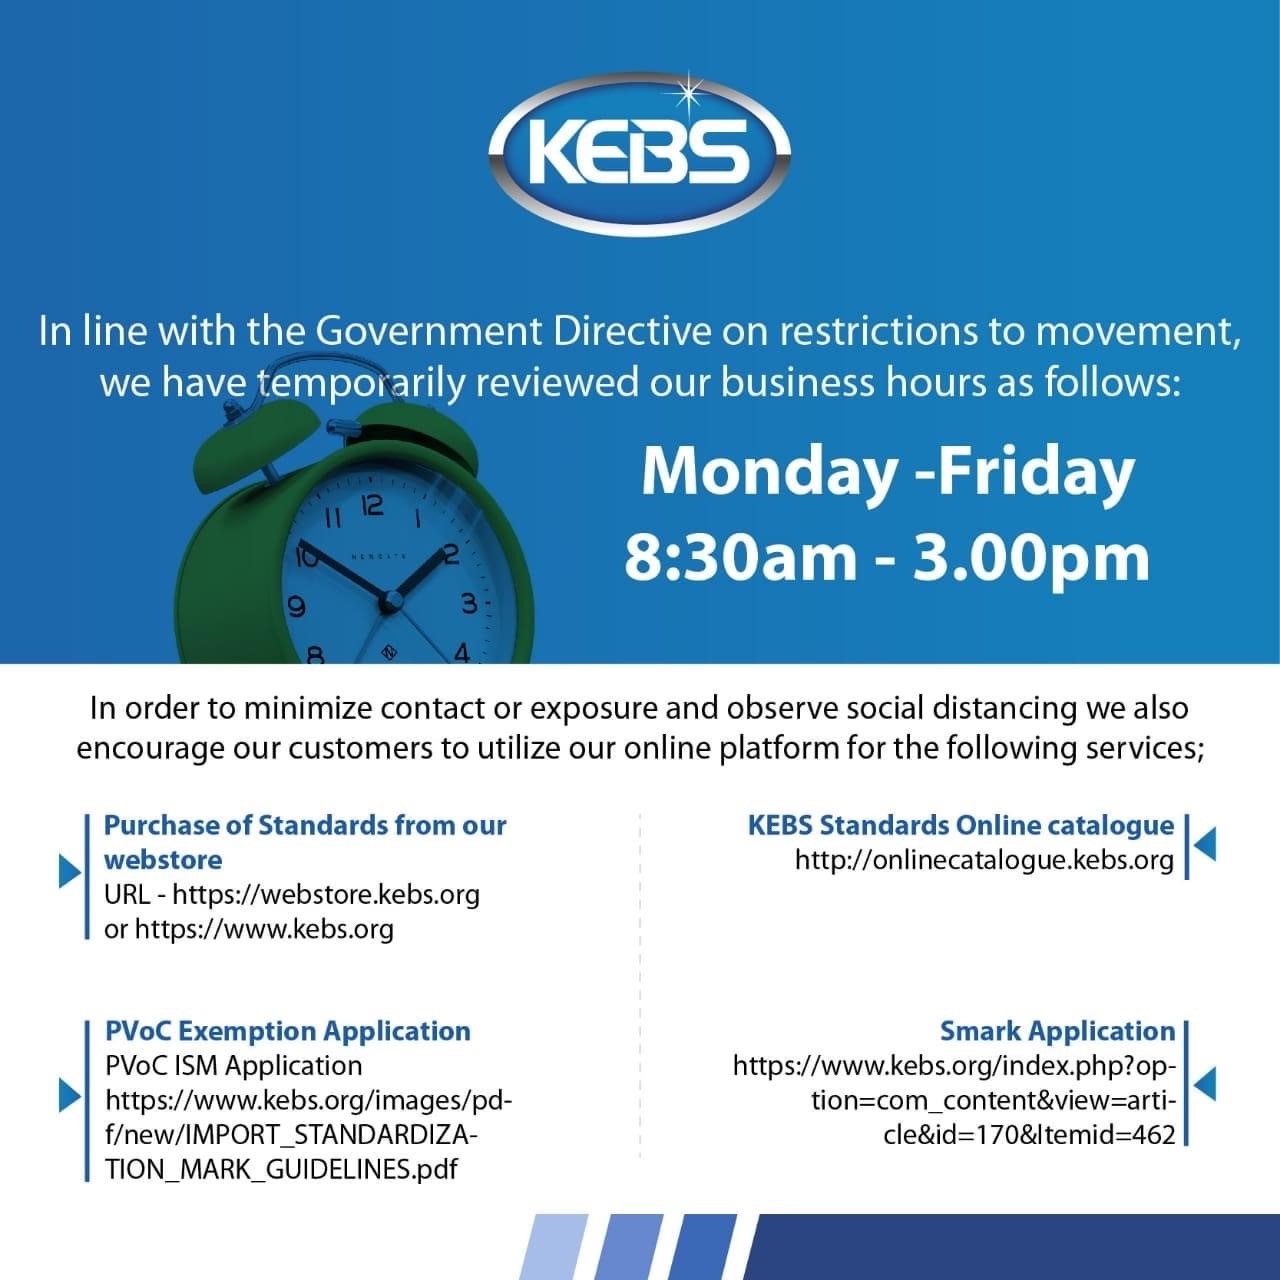 KEBS
In line with the Government Directive on restrictions to movement,
we have temporarily reviewed our business hours as follows:
Monday -Friday
8:30am - 3.00pm
11 12 1
10 2
9 3
8 4
In order to minimize contact or exposure and observe social distancing we also
encourage our customers to utilize our online platform for the following services;
Purchase of Standards from our
webstore
URL - https://webstore.kebs.org
or https://www.kebs.org
KEBS Standards Online catalogue
http://onlinecatalogue.kebs.org
PVoC Exemption Application
PVoC ISM Application
https://www.kebs.org/images/pd-
f/new/IMPORT_STANDARDIZA-
TION_MARK_GUIDELINES.pdf
Smark Application
https://www.kebs.org/index.php?op-
tion=com_content&view=arti-
cle&id=170&Itemid=462